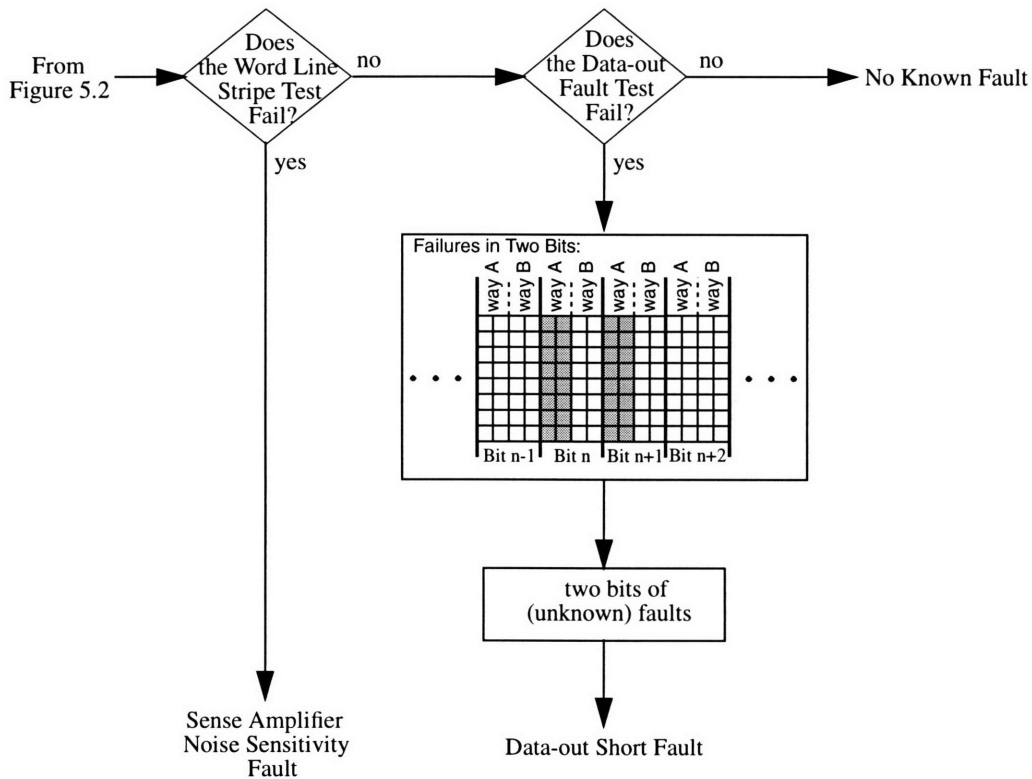 From
Figure 5.2
Does
the Word Line
Stripe Test
Fail?
no
yes
Does
the Data-out
Fault Test
Fail?
no
No Known Fault
yes
Failures in Two Bits:
way A
way B
way A
way B
way A
way B
way A
way B
. . .
. . .
Bit n-1
Bit n
Bit n+1
Bit n+2
two bits of
(unknown) faults
Sense Amplifier
Noise Sensitivity
Fault
Data-out Short Fault